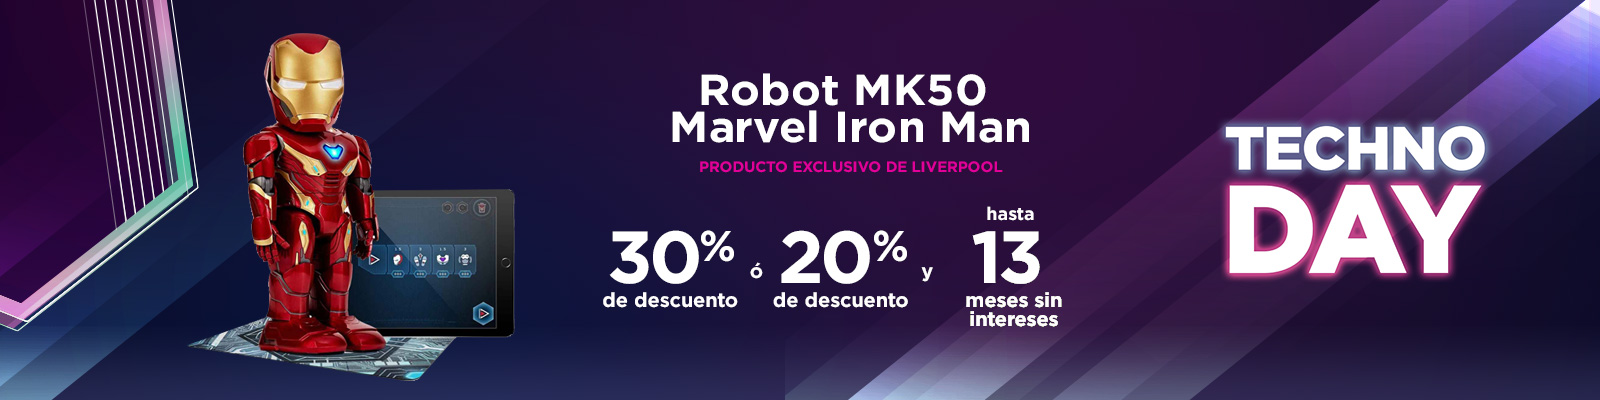 Robot MK50
Marvel Iron Man
PRODUCTO EXCLUSIVO DE LIVERPOOL
30%
de descuento
ó
20%
de descuento
y
hasta
13
meses sin
intereses
TECHNO
DAY